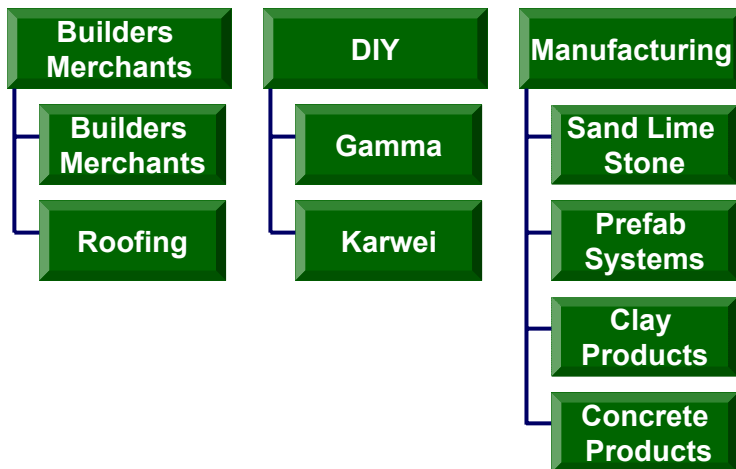 Builders
Merchants
Builders
Merchants
Roofing
DIY
Gamma
Karwei
Manufacturing
Sand Lime
Stone
Prefab
Systems
Clay
Products
Concrete
Products